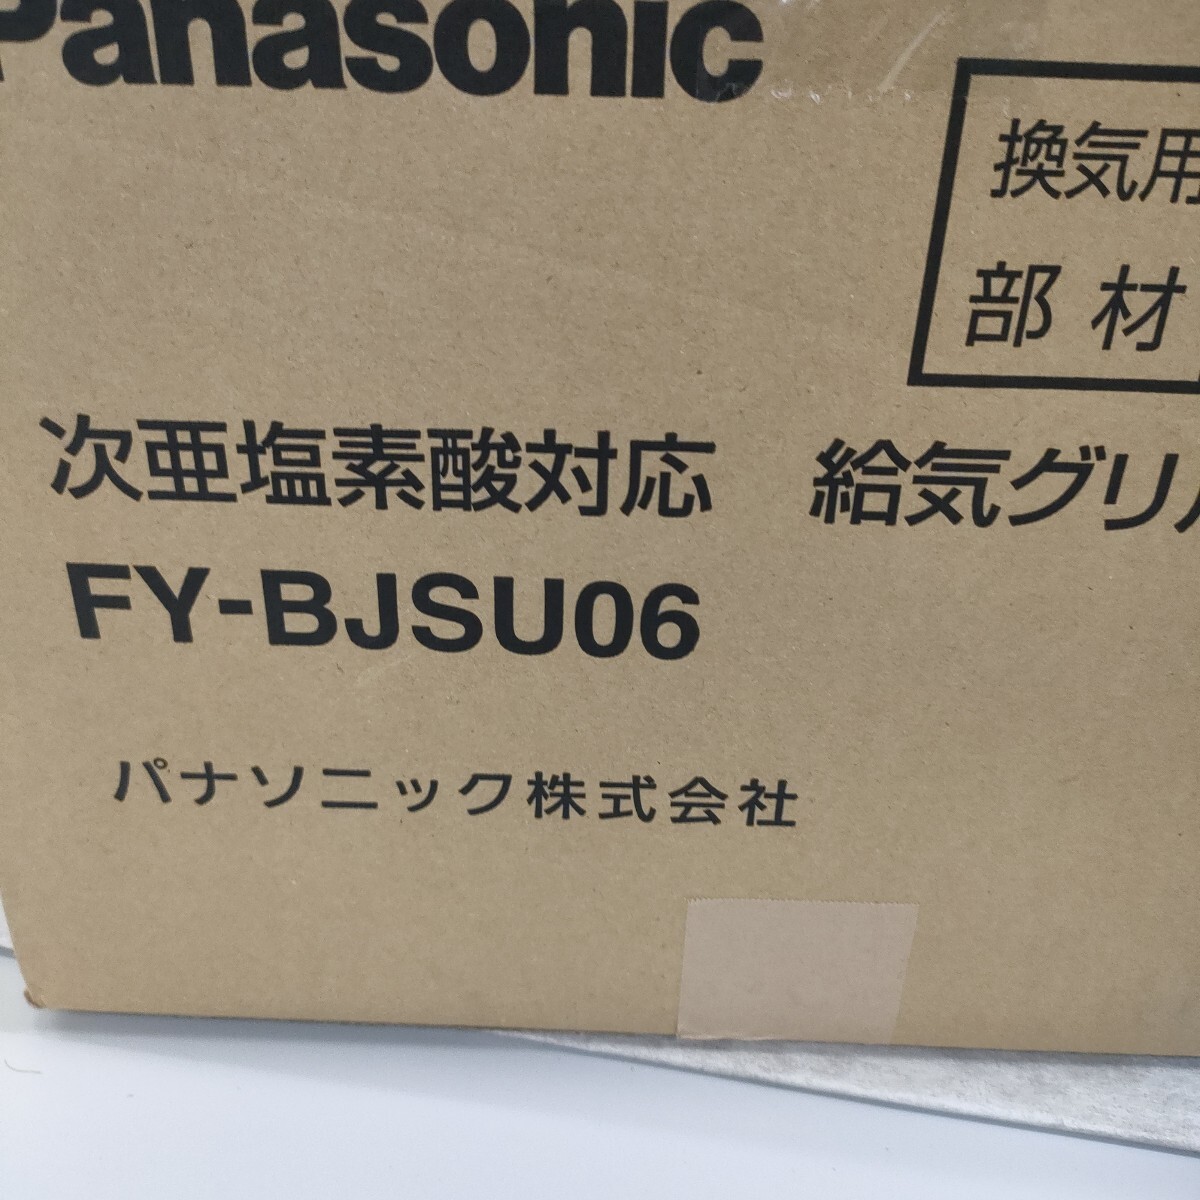 Panasonic
換気用
部材
次亜塩素酸対応 給気グリル
FY-BJSU06
パナソニック株式会社